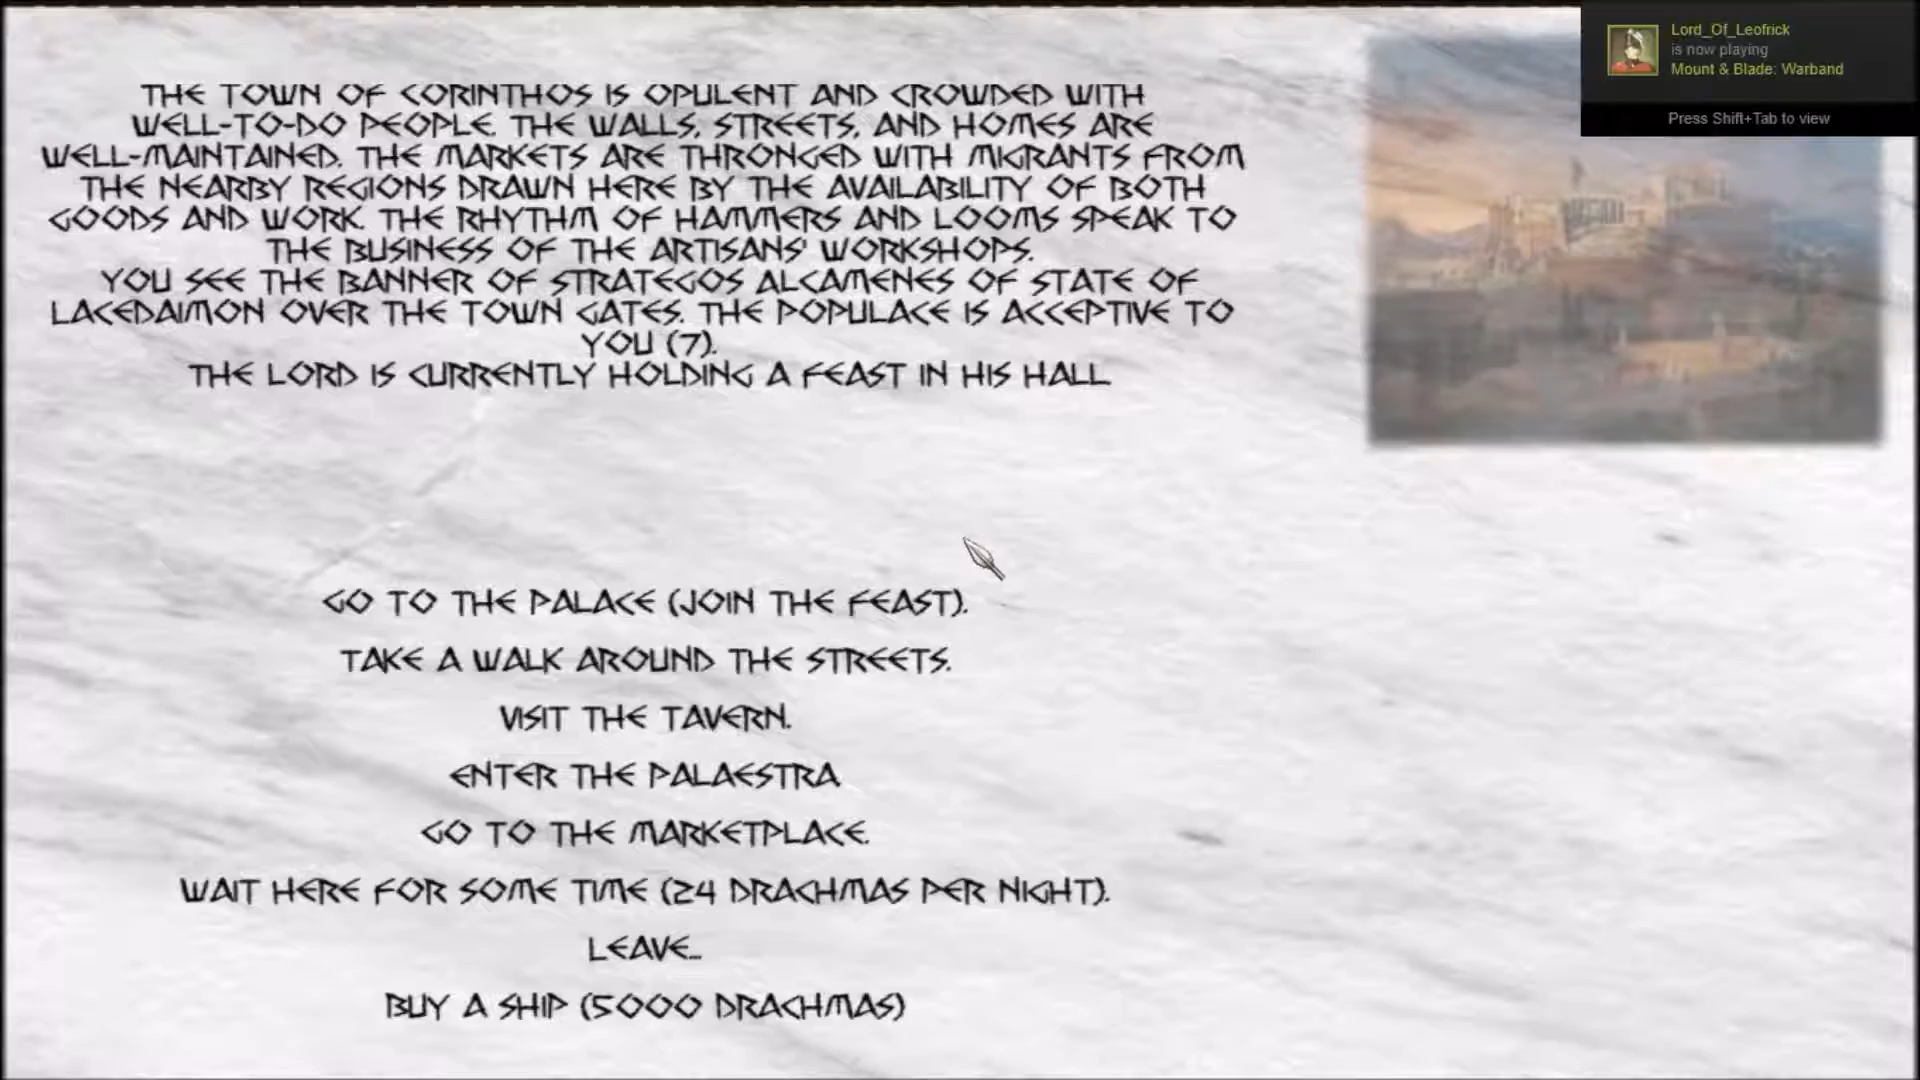 THE TOWN OF CORINTHOS IS OPULENT AND CROWDED WITH
WELL-TO-DO PEOPLE. THE WALLS, STREETS, AND HOMES ARE
WELL-MAINTAINED. THE MARKETS ARE THRONGED WITH MIGRANTS FROM
THE NEARBY REGIONS DRAWN HERE BY THE AVAILABILITY OF BOTH
GOODS AND WORK. THE RHYTHM OF HAMMERS AND LOOMS SPEAK TO
THE BUSINESS OF THE ARTISANS' WORKSHOPS.
YOU SEE THE BANNER OF STRATEGOS ALCAMENES OF STATE OF
LACEDAIMON OVER THE TOWN GATES. THE POPULACE IS ACCEPTIVE TO
YOU (7).
THE LORD IS CURRENTLY HOLDING A FEAST IN HIS HALL
GO TO THE PALACE (JOIN THE FEAST).
TAKE A WALK AROUND THE STREETS.
VISIT THE TAVERN.
ENTER THE PALAESTRA
GO TO THE MARKETPLACE.
WAIT HERE FOR SOME TIME (24 DRACHMAS PER NIGHT).
LEAVE...
BUY A SHIP (5000 DRACHMAS)
Lord_Of_Leofrick
is now playing
Mount & Blade: Warband
Press Shift+Tab to view